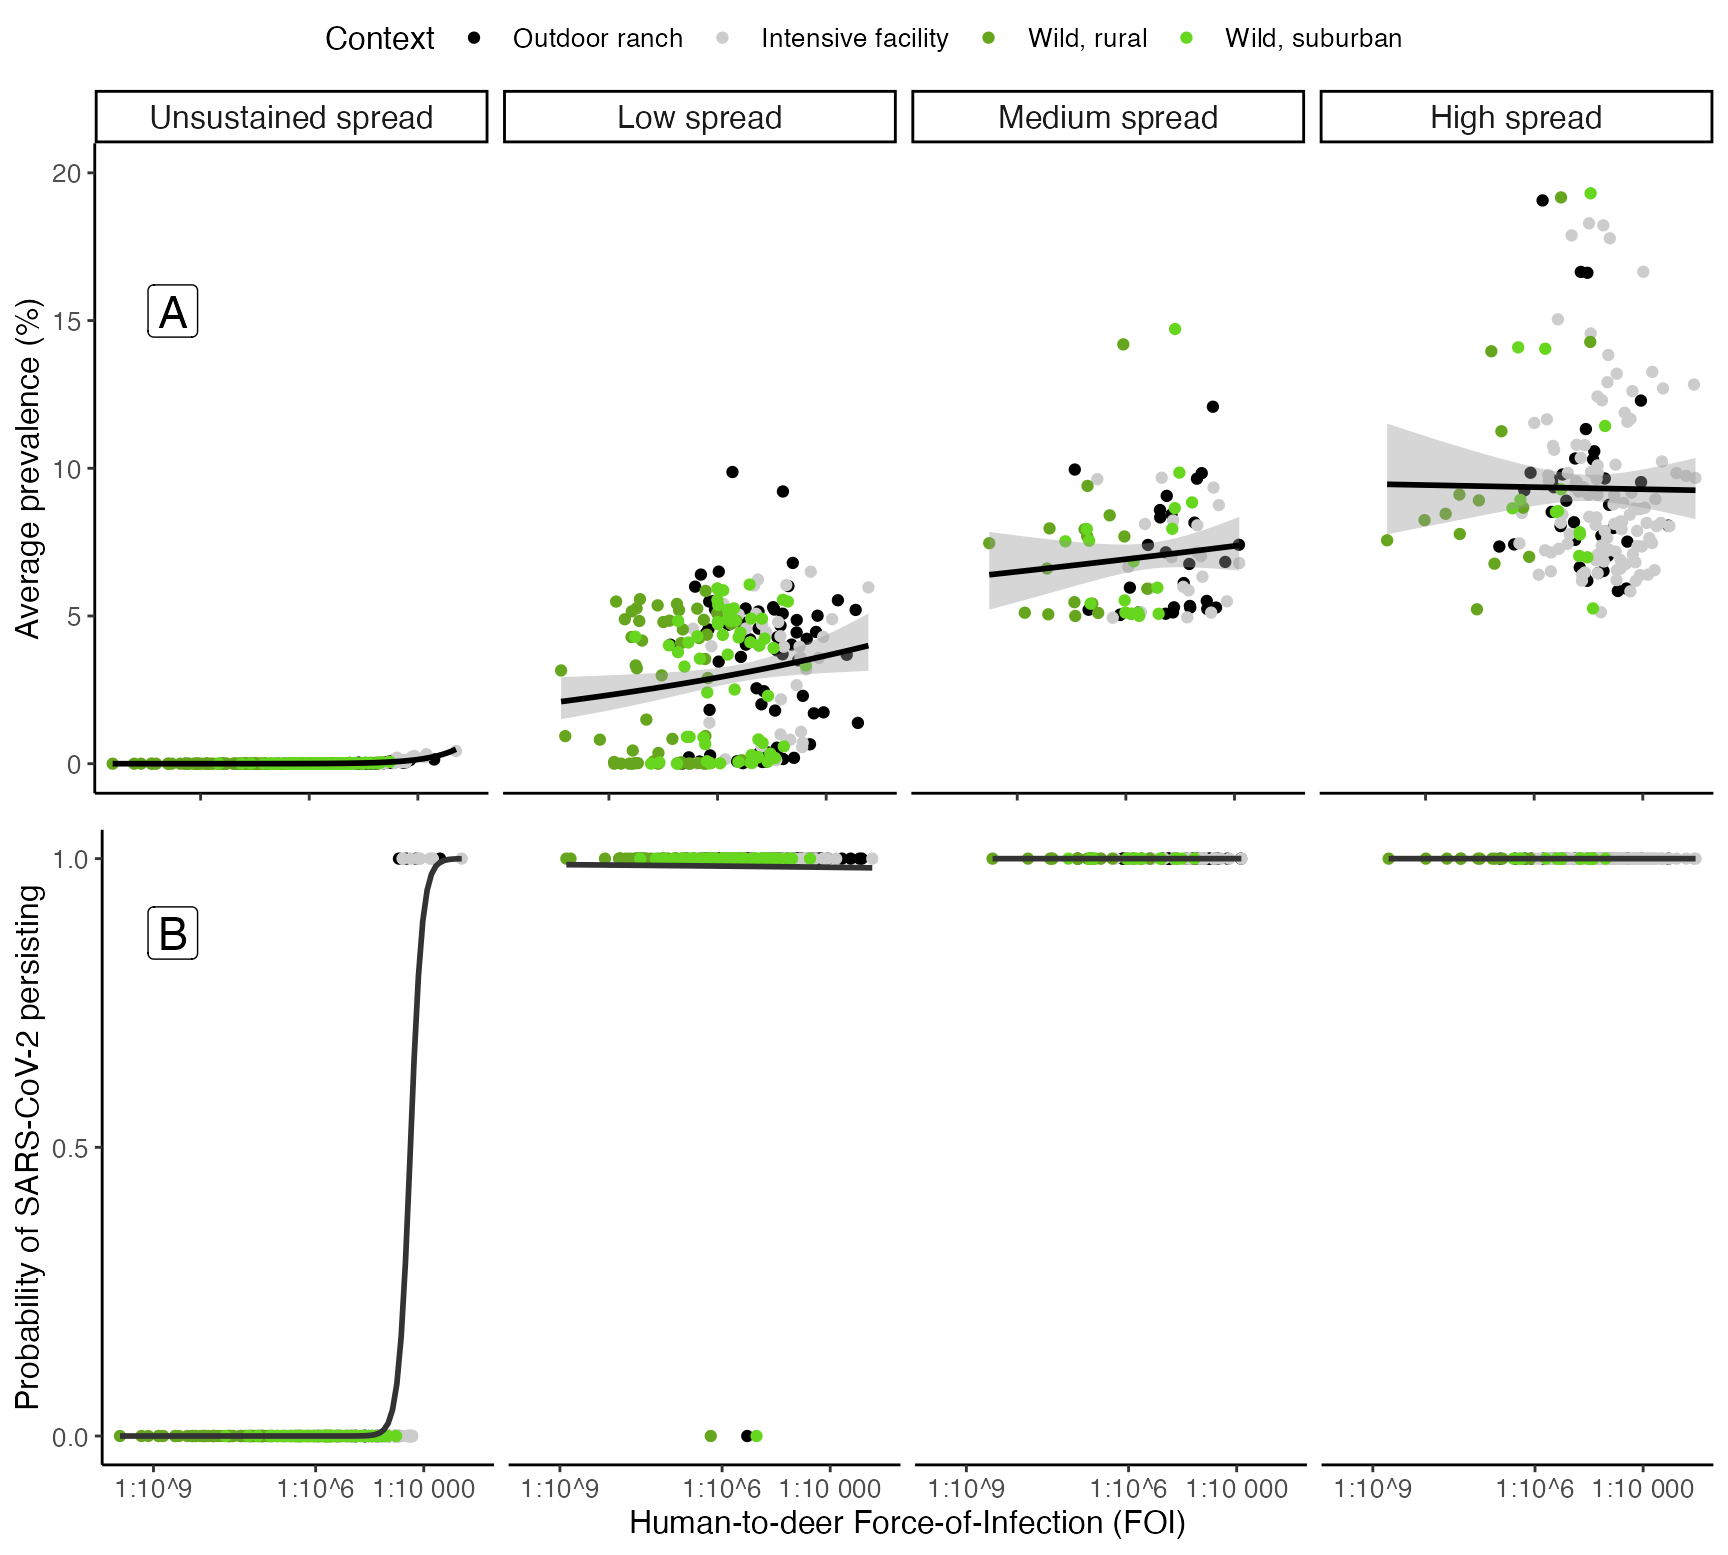 Context Outdoor ranch Intensive facility Wild, rural Wild, suburban
Unsustained spread Low spread Medium spread High spread
Average prevalence (%)
20
15
10
5
0
A
Probability of SARS-CoV-2 persisting
1.0
0.5
0.0
B
1:10^9 1:10^6 1:10 000 1:10^9 1:10^6 1:10 000 1:10^9 1:10^6 1:10 000 1:10^9 1:10^6 1:10 000
Human-to-deer Force-of-Infection (FOI)